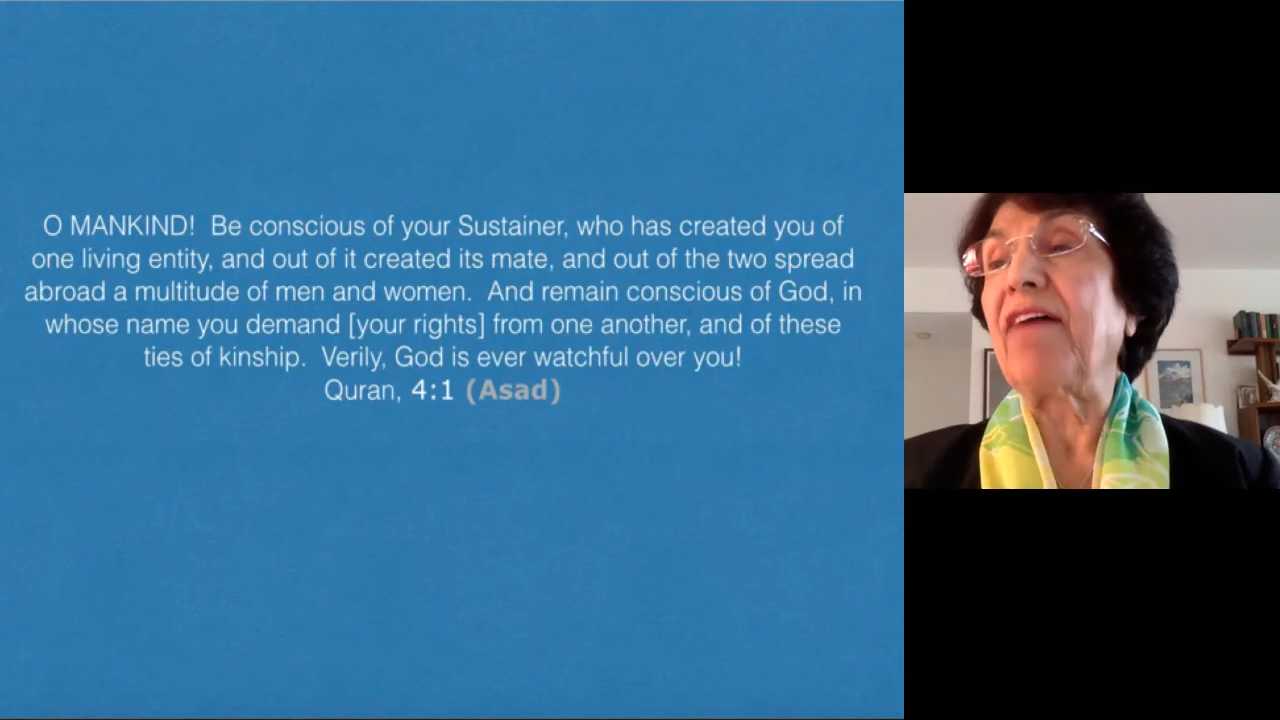 O MANKIND! Be conscious of your Sustainer, who has created you of
one living entity, and out of it created its mate, and out of the two spread
abroad a multitude of men and women. And remain conscious of God, in
whose name you demand [your rights] from one another, and of these
ties of kinship. Verily, God is ever watchful over you!
Quran, 4:1 (Asad)